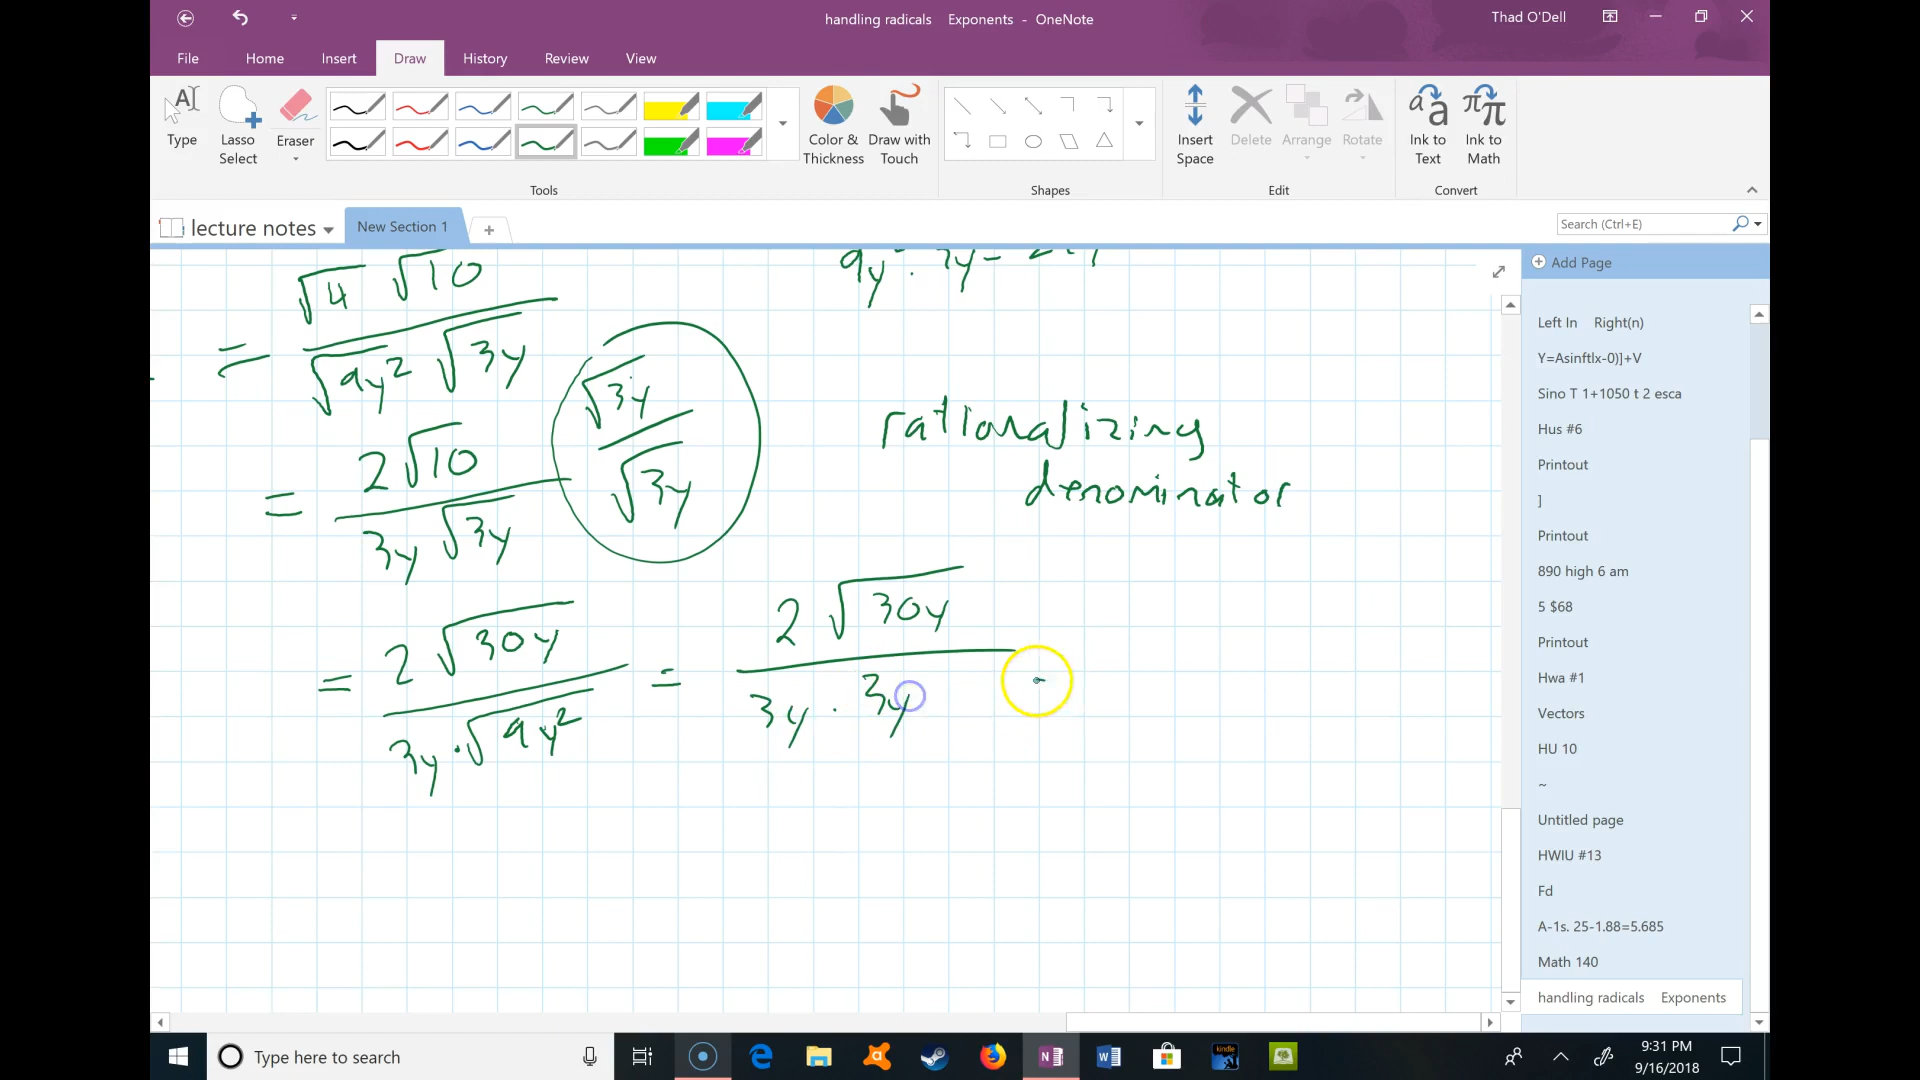 handling radicals Exponents - OneNote
Thad O'Dell
File Home Insert Draw History Review View
Type
Lasso Select
Eraser
Color & Thickness
Draw with Touch
Insert Space
Delete
Arrange
Rotate
Ink to Text
Ink to Math
Tools
Shapes
Edit
Convert
lecture notes
New Section 1
Search (Ctrl+E)
= √4 √10 / √9y² √3y
= 2√10 / 3y √3y
√3y / √3y
rationalizing
denominator
= 2√30y / 3y · √9y² = 2√30y / 3y · 3y
Add Page
Left In Right(n)
Y=Asinftlx-0)]+V
Sino T 1+1050 t 2 esca
Hus #6
Printout
]
Printout
890 high 6 am
5 $68
Printout
Hwa #1
Vectors
HU 10
~
Untitled page
HWIU #13
Fd
A-1s. 25-1.88=5.685
Math 140
handling radicals Exponents
Type here to search
kindle
9:31 PM
9/16/2018